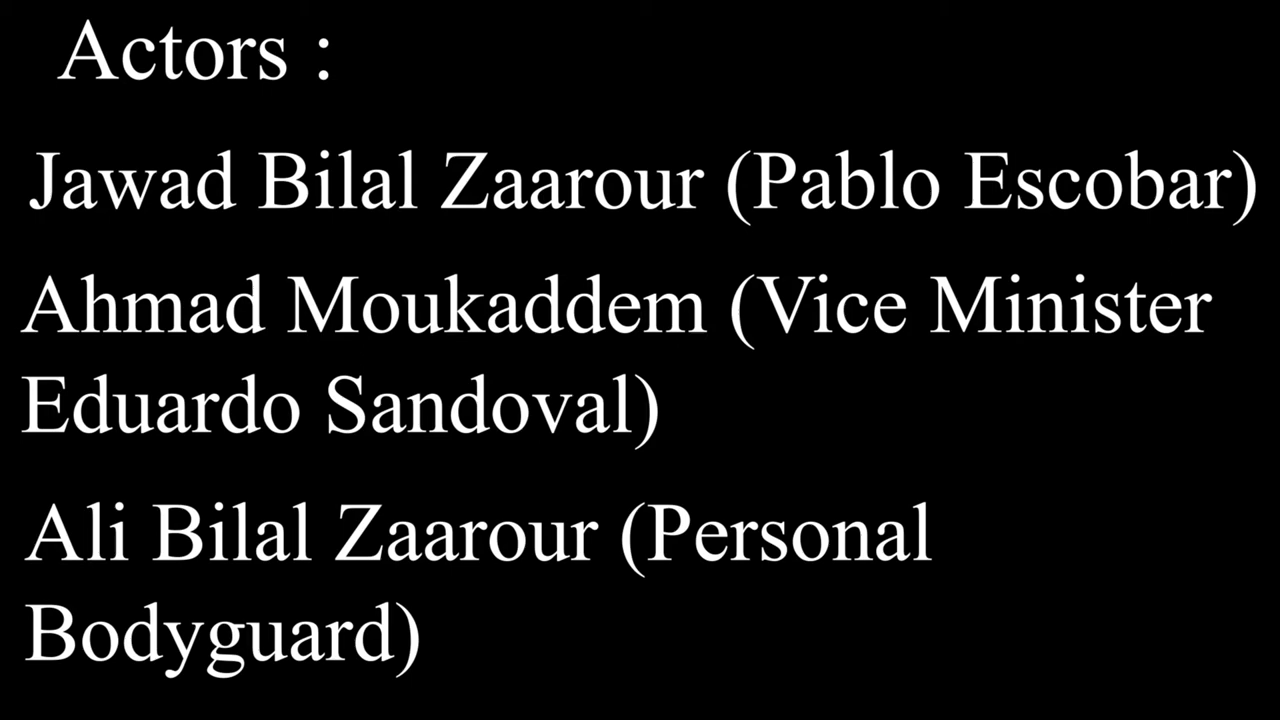 Actors :
Jawad Bilal Zaarour (Pablo Escobar)
Ahmad Moukaddem (Vice Minister
Eduardo Sandoval)
Ali Bilal Zaarour (Personal
Bodyguard)